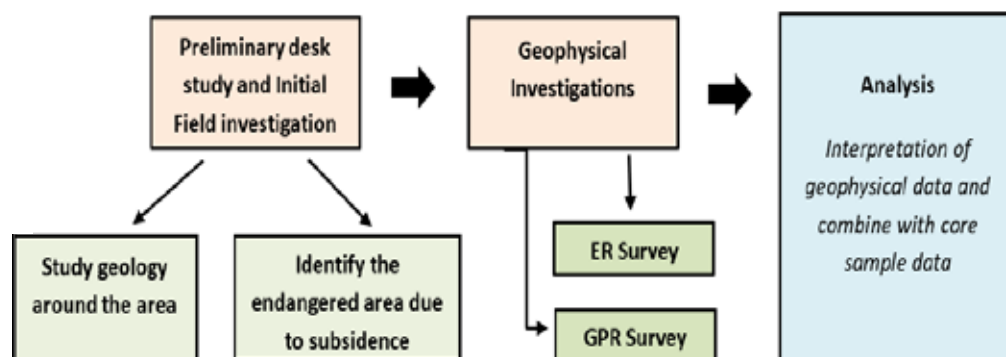 Preliminary desk
study and Initial
Field investigation
Geophysical
Investigations
Analysis
Interpretation of
geophysical data and
combine with core
sample data
Study geology
around the area
Identify the
endangered area due
to subsidence
ER Survey
GPR Survey